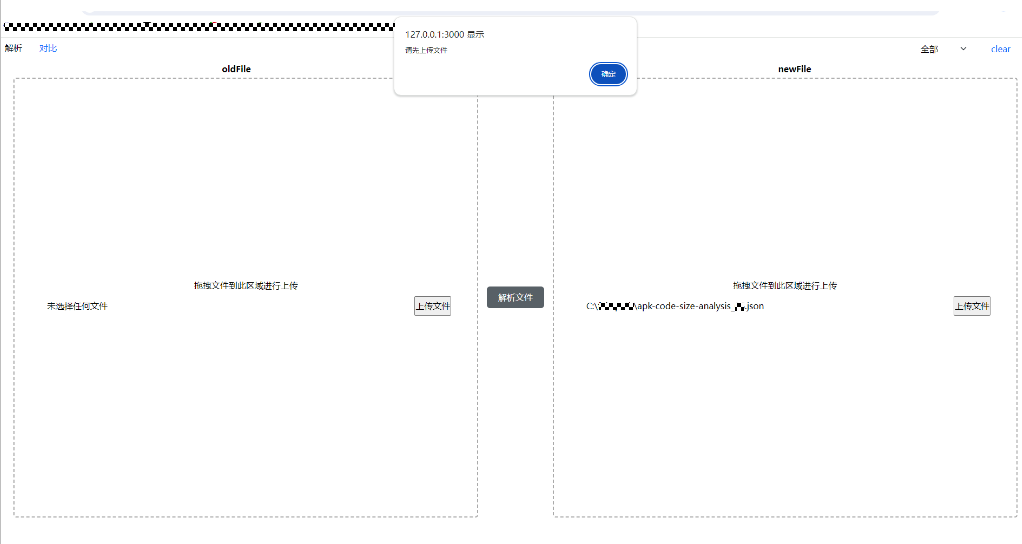 127.0.0.1:3000 显示
请先上传文件
确定
解析 对比 全部 clear
oldFile newFile
拖拽文件到此区域进行上传 拖拽文件到此区域进行上传
未选择任何文件 上传文件 解析文件 C:\ \apk-code-size-analysis_ .json 上传文件